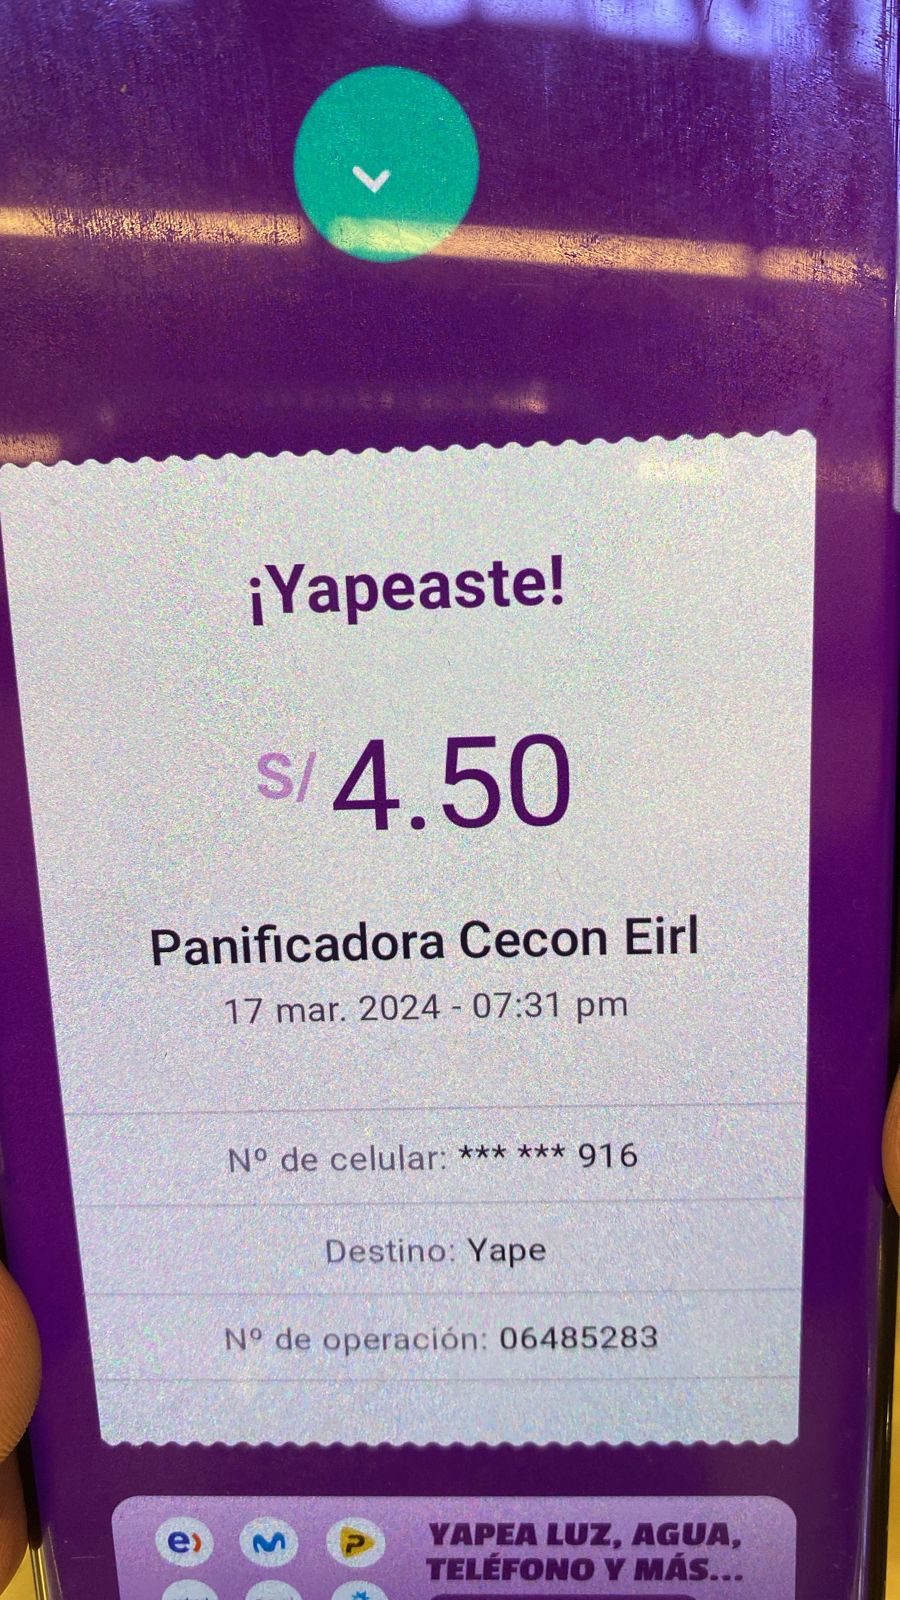 ¡Yapeaste!
S/ 4.50
Panificadora Cecon Eirl
17 mar. 2024 - 07:31 pm
Nº de celular: *** *** 916
Destino: Yape
Nº de operación: 06485283
e) P YAPEA LUZ, AGUA,
TELÉFONO Y MÁS...